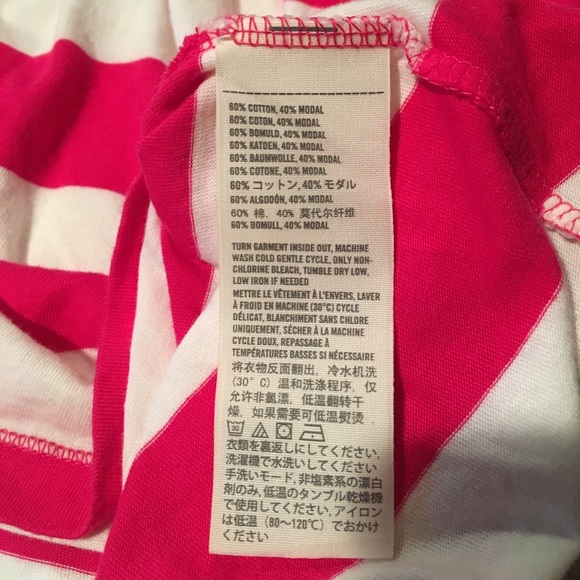 60% COTTON, 40% MODAL
60% COTON, 40% MODAL
60% BOMULD, 40% MODAL
60% KATOEN, 40% MODAL
60% BAUMWOLLE, 40% MODAL
60% COTONE, 40% MODAL
60% コットン, 40% モダル
60% ALGODÓN, 40% MODAL
60% 棉, 40% 莫代尔纤维
60% BOMULL, 40% MODAL
TURN GARMENT INSIDE OUT, MACHINE
WASH COLD GENTLE CYCLE, ONLY NON-
CHLORINE BLEACH, TUMBLE DRY LOW,
LOW IRON IF NEEDED
METTRE LE VÊTEMENT À L'ENVERS, LAVER
À FROID EN MACHINE (30°C) CYCLE
DÉLICAT, BLANCHIMENT SANS CHLORE
UNIQUEMENT, SÉCHER À LA MACHINE
CYCLE DOUX, REPASSAGE À
TEMPÉRATURES BASSES SI NÉCESSAIRE
将衣物反面翻出, 冷水机洗
(30°C) 温和洗涤程序, 仅
允许非氯漂, 低温翻转干
燥, 如果需要可低温熨烫
30
衣類を裏返しにしてください,
洗濯機で水洗いしてください
手洗いモード, 非塩素系の漂白
剤のみ, 低温のタンブル乾燥機
で使用してください, アイロン
は低温 (80~120℃) でおかけ
ください